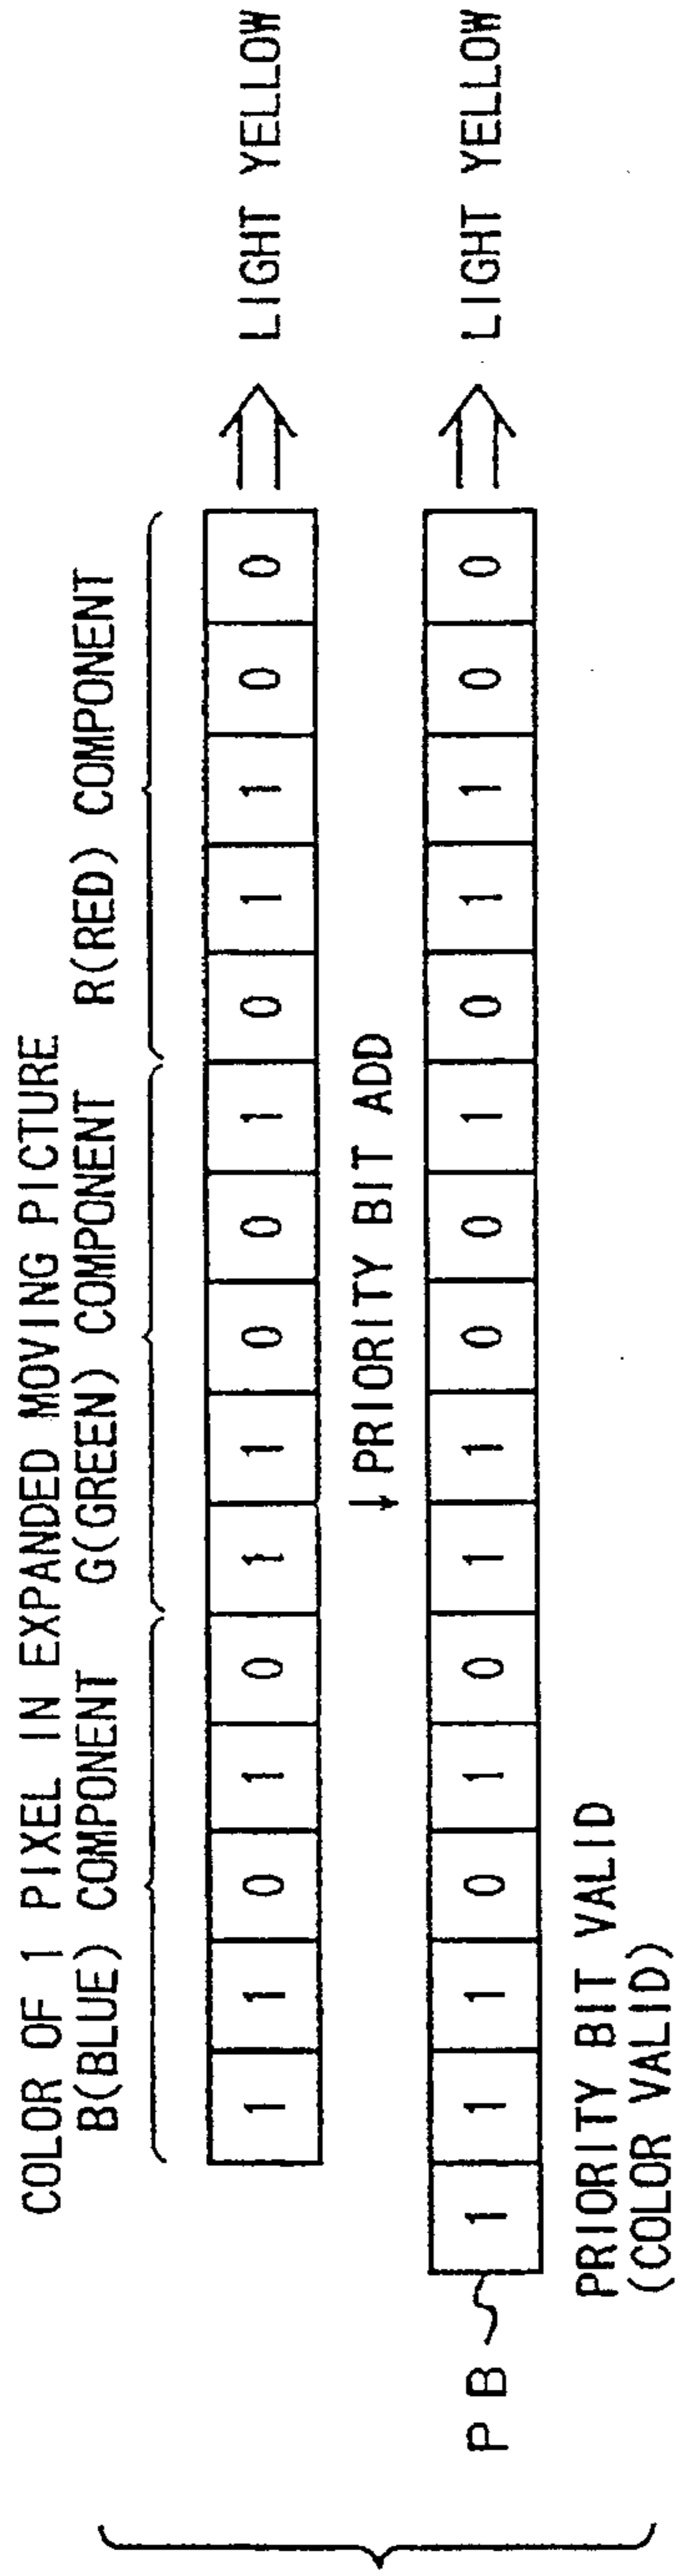 COLOR OF 1 PIXEL IN EXPANDED MOVING PICTURE
B(BLUE) COMPONENT G(GREEN) COMPONENT R(RED) COMPONENT
1 1 0 1 0 1 1 0 0 1 0 1 1 0 0 LIGHT YELLOW
↓ PRIORITY BIT ADD
PB 1 1 1 0 1 0 1 1 0 0 1 0 1 1 0 0 LIGHT YELLOW
PRIORITY BIT VALID
(COLOR VALID)